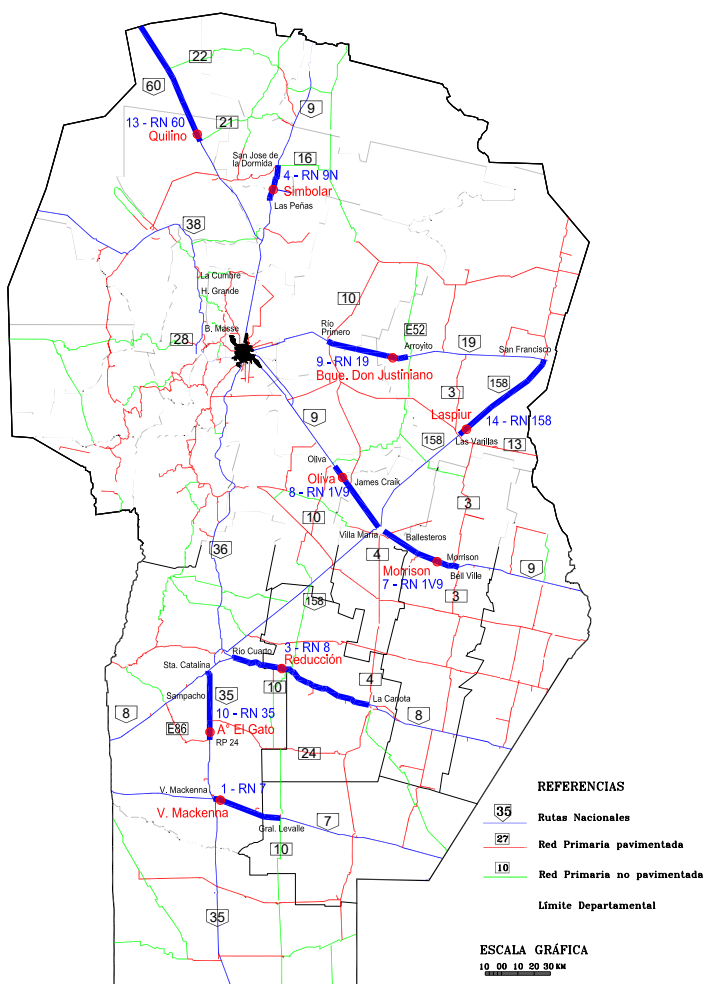 22
60
9
13 - RN 60
21
Quilino
San Jose de
la Dormida
16
4 - RN 9N
Simbolar
Las Peñas
38
La Cumbre
H. Grande
10
B. Masse
Río
Primero
E52
28
Arroyito
19
San Francisco
9 - RN 19
Bque. Don Justiniano
3
158
Laspiur
9
14 - RN 158
158
Las Varillas
13
Oliva
Oliva
James Craik
8 - RN 1V9
3
10
Villa María
Ballesteros
36
4
Morrison
Morrison
9
Bell Ville
7 - RN 1V9
3
158
Río Cuarto
3 - RN 8
Reducción
Sta. Catalína
4
10
Sampacho
35
La Carlota
8
10 - RN 35
8
E86
A° El Gato
RP 24
24
V. Mackenna
1 - RN 7
V. Mackenna
7
Gral. Levalle
10
35
REFERENCIAS
35
Rutas Nacionales
27
Red Primaria pavimentada
10
Red Primaria no pavimentada
Límite Departamental
ESCALA GRÁFICA
10 00 10 20 30 KM